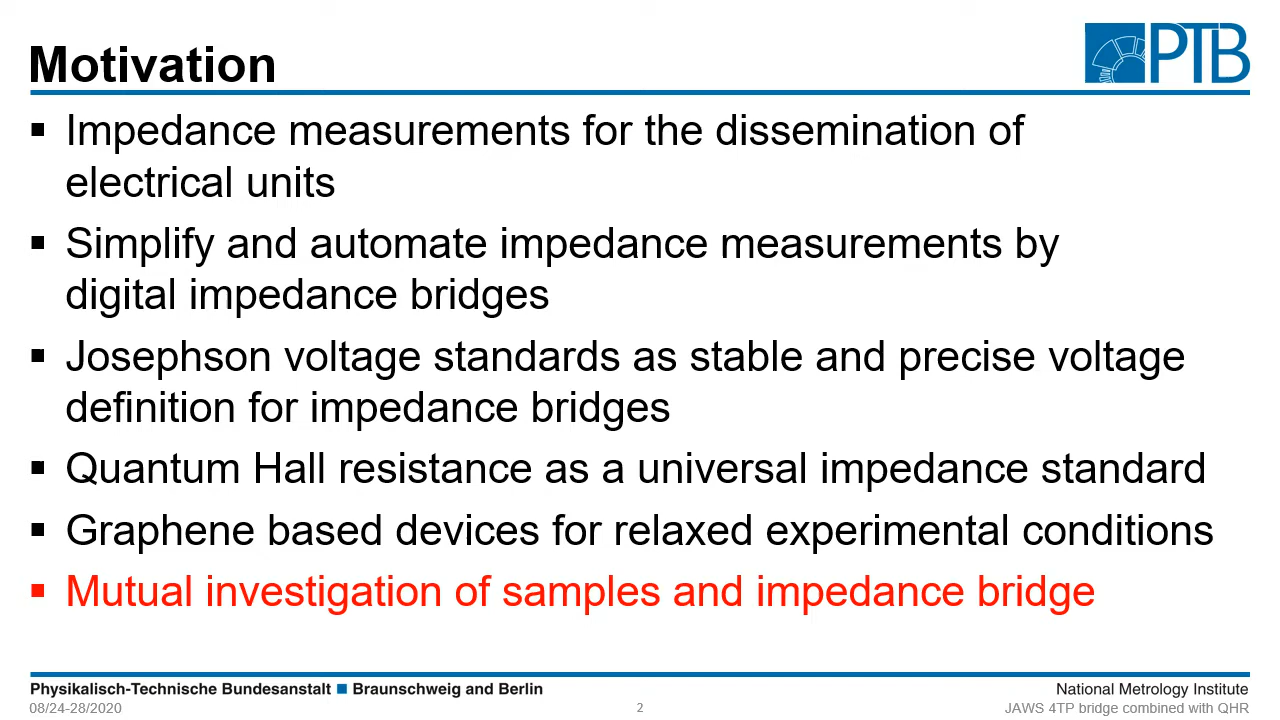 Motivation
PTB
▪ Impedance measurements for the dissemination of
electrical units
▪ Simplify and automate impedance measurements by
digital impedance bridges
▪ Josephson voltage standards as stable and precise voltage
definition for impedance bridges
▪ Quantum Hall resistance as a universal impedance standard
▪ Graphene based devices for relaxed experimental conditions
▪ Mutual investigation of samples and impedance bridge
Physikalisch-Technische Bundesanstalt ■ Braunschweig and Berlin
National Metrology Institute
08/24-28/2020
2
JAWS 4TP bridge combined with QHR